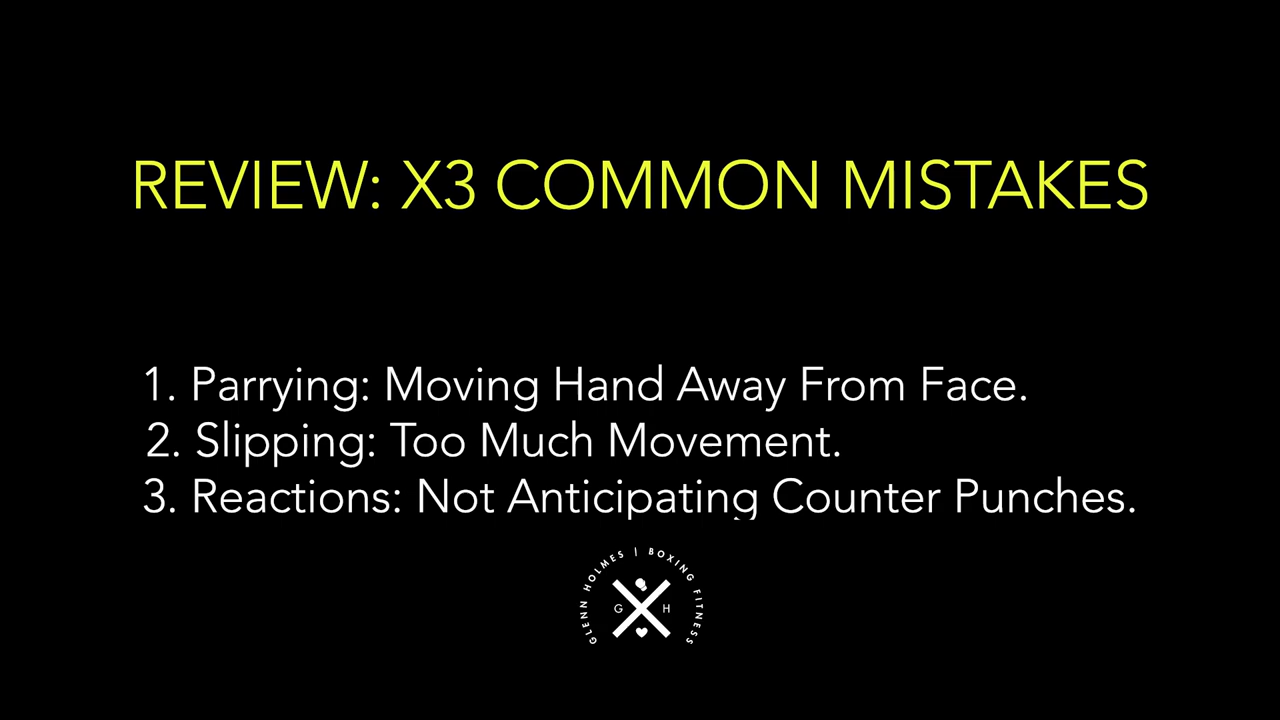 REVIEW: X3 COMMON MISTAKES
1. Parrying: Moving Hand Away From Face.
2. Slipping: Too Much Movement.
3. Reactions: Not Anticipating Counter Punches.
GLENN HOLMES | BOXING FITNESS
G H